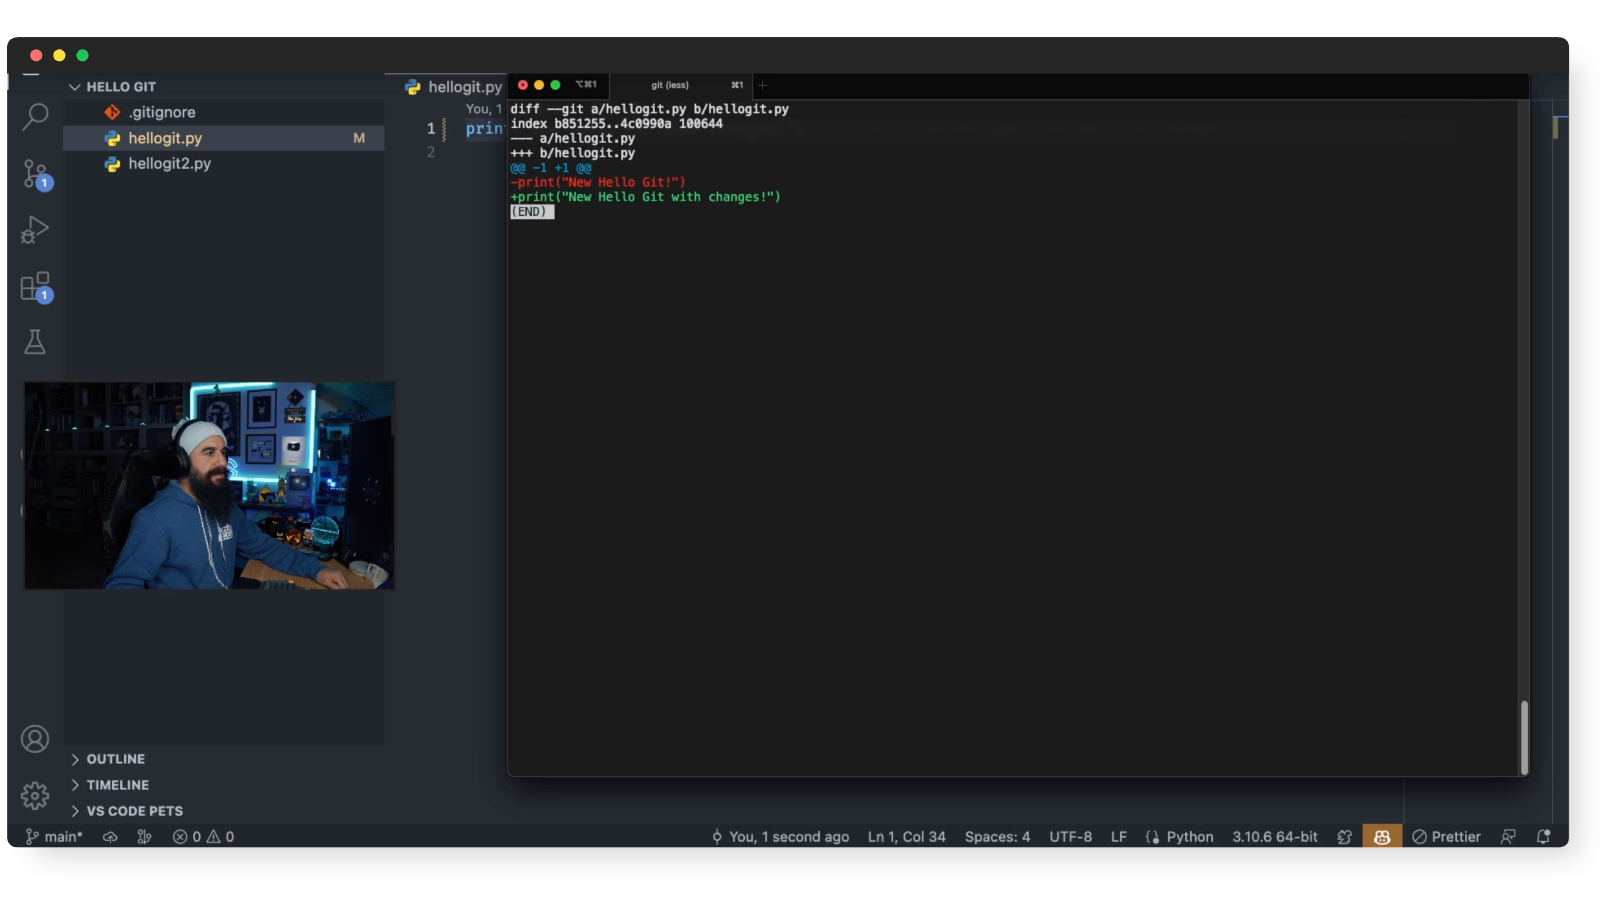 HELLO GIT
.gitignore
hellogit.py M
hellogit2.py
1
1
hellogit.py
You, 1
1 prin
2
⌥⌘1 git (less) ⌘1
diff --git a/hellogit.py b/hellogit.py
index b851255..4c0990a 100644
--- a/hellogit.py
+++ b/hellogit.py
@@ -1 +1 @@
-print("New Hello Git!")
+print("New Hello Git with changes!")
(END)
OUTLINE
TIMELINE
VS CODE PETS
main* 0 0 You, 1 second ago Ln 1, Col 34 Spaces: 4 UTF-8 LF Python 3.10.6 64-bit Prettier